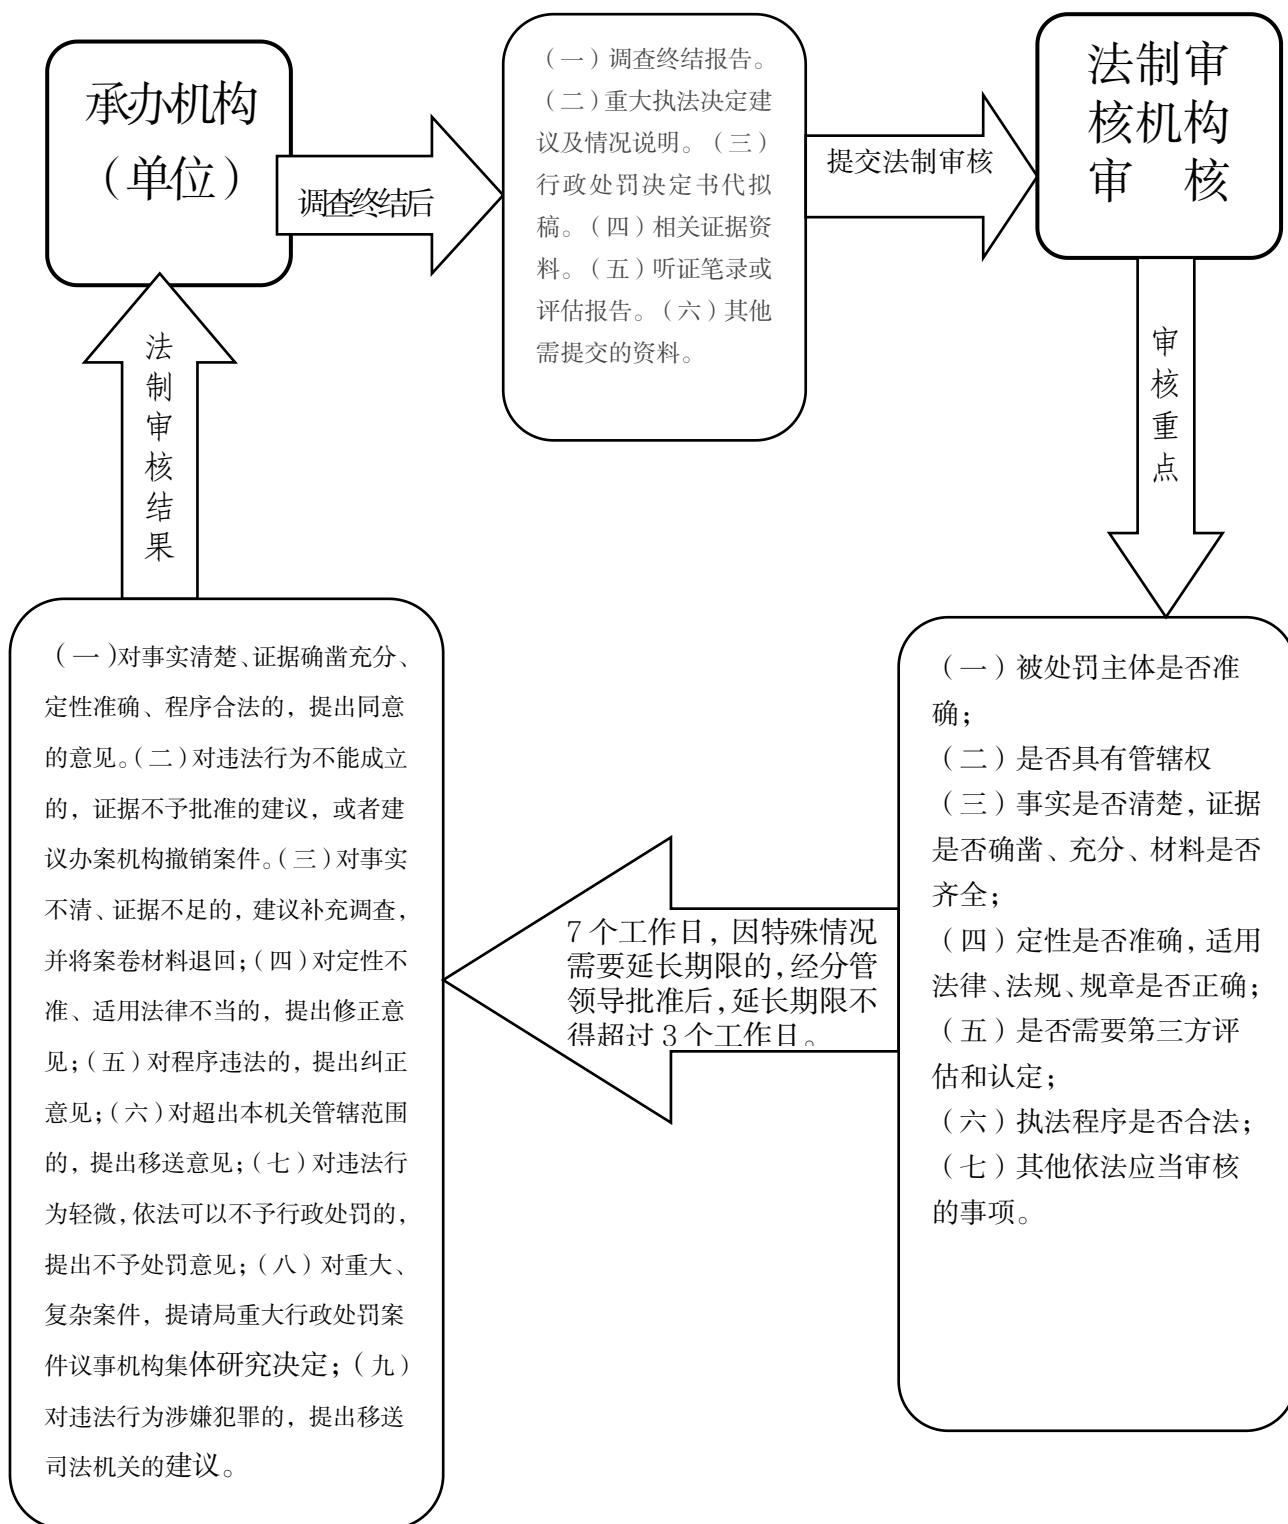 承办机构
（单位）
调查终结后
（一）调查终结报告。
（二）重大执法决定建
议及情况说明。（三）
行政处罚决定书代拟
稿。（四）相关证据资
料。（五）听证笔录或
评估报告。（六）其他
需提交的资料。
提交法制审核
法制审
核机构
审 核
审核重点
（一）被处罚主体是否准
确；
（二）是否具有管辖权
（三）事实是否清楚，证据
是否确凿、充分、材料是否
齐全；
（四）定性是否准确，适用
法律、法规、规章是否正确；
（五）是否需要第三方评
估和认定；
（六）执法程序是否合法；
（七）其他依法应当审核
的事项。
7个工作日，因特殊情况
需要延长期限的，经分管
领导批准后，延长期限不
得超过3个工作日。
（一）对事实清楚、证据确凿充分、
定性准确、程序合法的，提出同意
的意见。（二）对违法行为不能成立
的，证据不予批准的建议，或者建
议办案机构撤销案件。（三）对事实
不清、证据不足的，建议补充调查，
并将案卷材料退回；（四）对定性不
准、适用法律不当的，提出修正意
见；（五）对程序违法的，提出纠正
意见；（六）对超出本机关管辖范围
的，提出移送意见；（七）对违法行
为轻微，依法可以不予行政处罚的，
提出不予处罚意见；（八）对重大、
复杂案件，提请局重大行政处罚案
件议事机构集体研究决定；（九）
对违法行为涉嫌犯罪的，提出移送
司法机关的建议。
法制审核结果